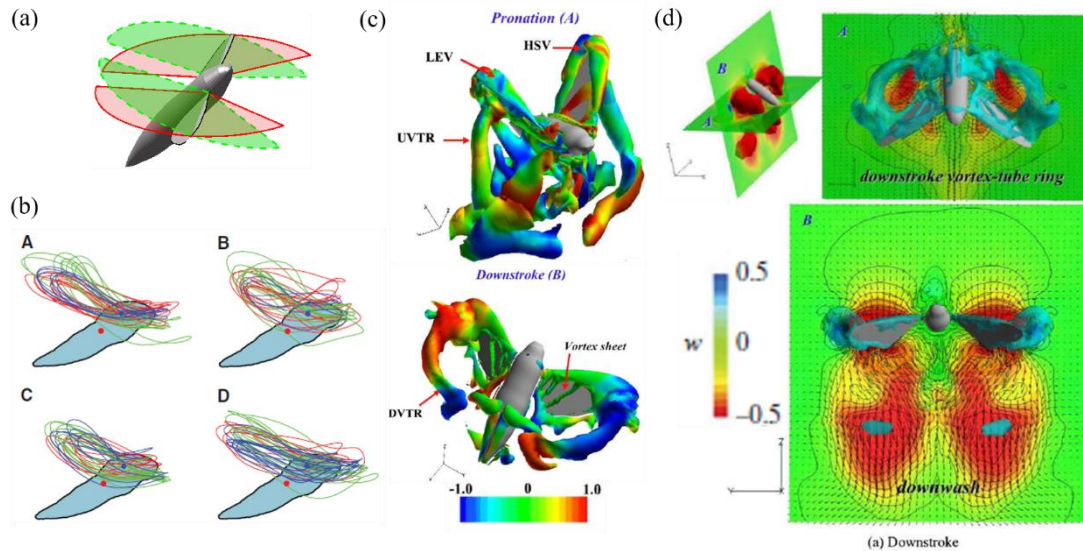 (a)
(b)
A
B
C
D
(c)
Pronation (A)
HSV
LEV
UVTR
Downstroke (B)
Vortex sheet
DVTR
-1.0 0 1.0
(d)
B
A
A
downstroke vortex-tube ring
B
w
0.5
0
-0.5
downwash
(a) Downstroke